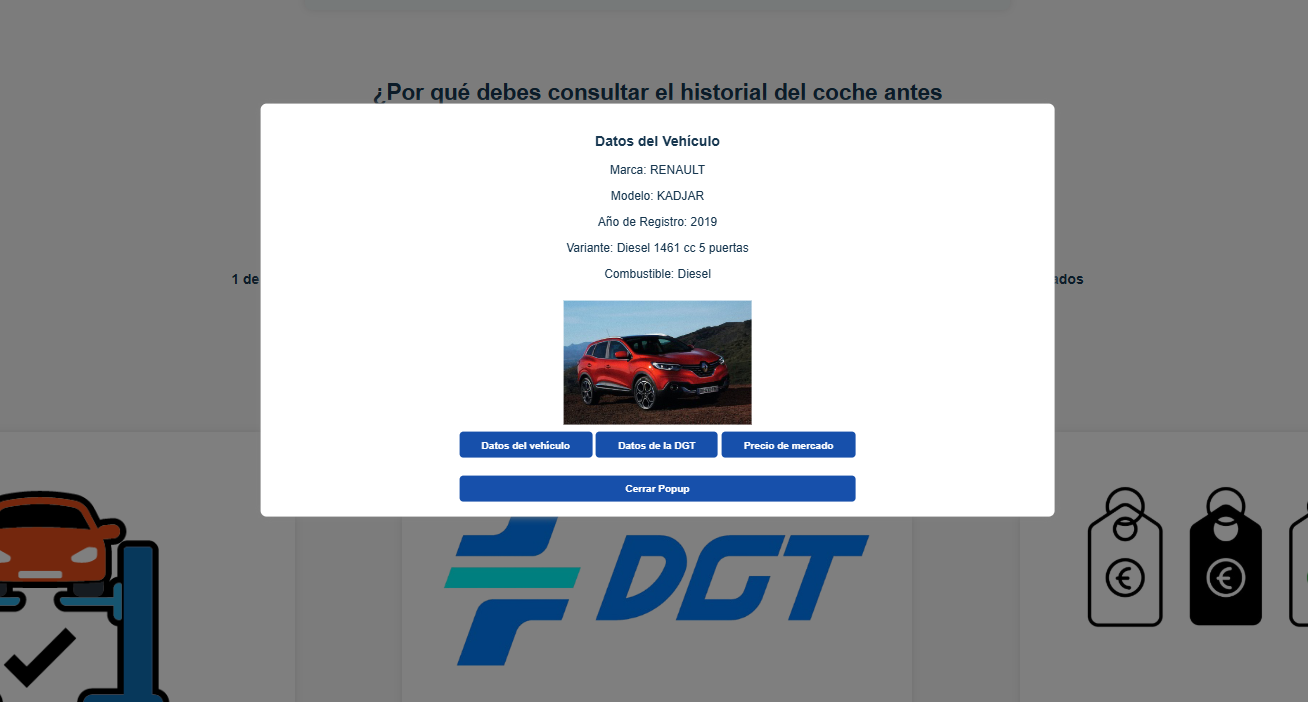 ¿Por qué debes consultar el historial del coche antes
Datos del Vehículo
Marca: RENAULT
Modelo: KADJAR
Año de Registro: 2019
Variante: Diesel 1461 cc 5 puertas
1 de
ados
Combustible: Diesel
Datos del vehículo
Datos de la DGT
Precio de mercado
Cerrar Popup
DGT
€
€